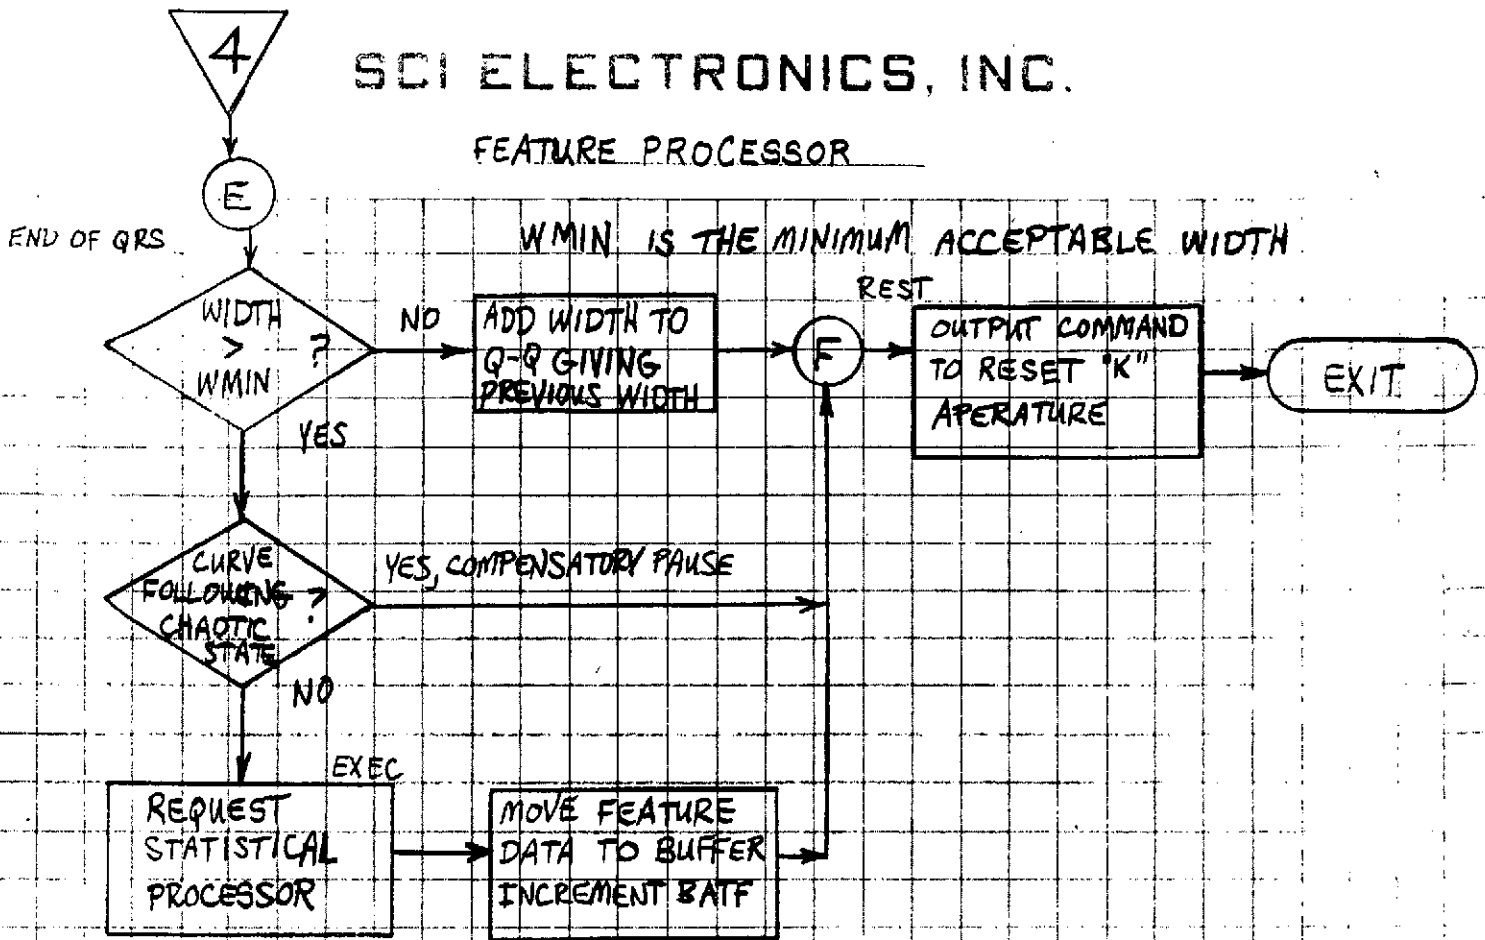 4
SCI ELECTRONICS, INC.
FEATURE PROCESSOR
E
END OF QRS
WMIN IS THE MINIMUM ACCEPTABLE WIDTH
WIDTH
>
?
WMIN
NO
YES
ADD WIDTH TO
Q-Q GIVING
PREVIOUS WIDTH
F
REST
OUTPUT COMMAND
TO RESET "K"
APERATURE
EXIT
CURVE
FOLLOWING
?
CHAOTIC
STATE
YES, COMPENSATORY PAUSE
NO
EXEC
REQUEST
STATISTICAL
PROCESSOR
MOVE FEATURE
DATA TO BUFFER
INCREMENT BATF